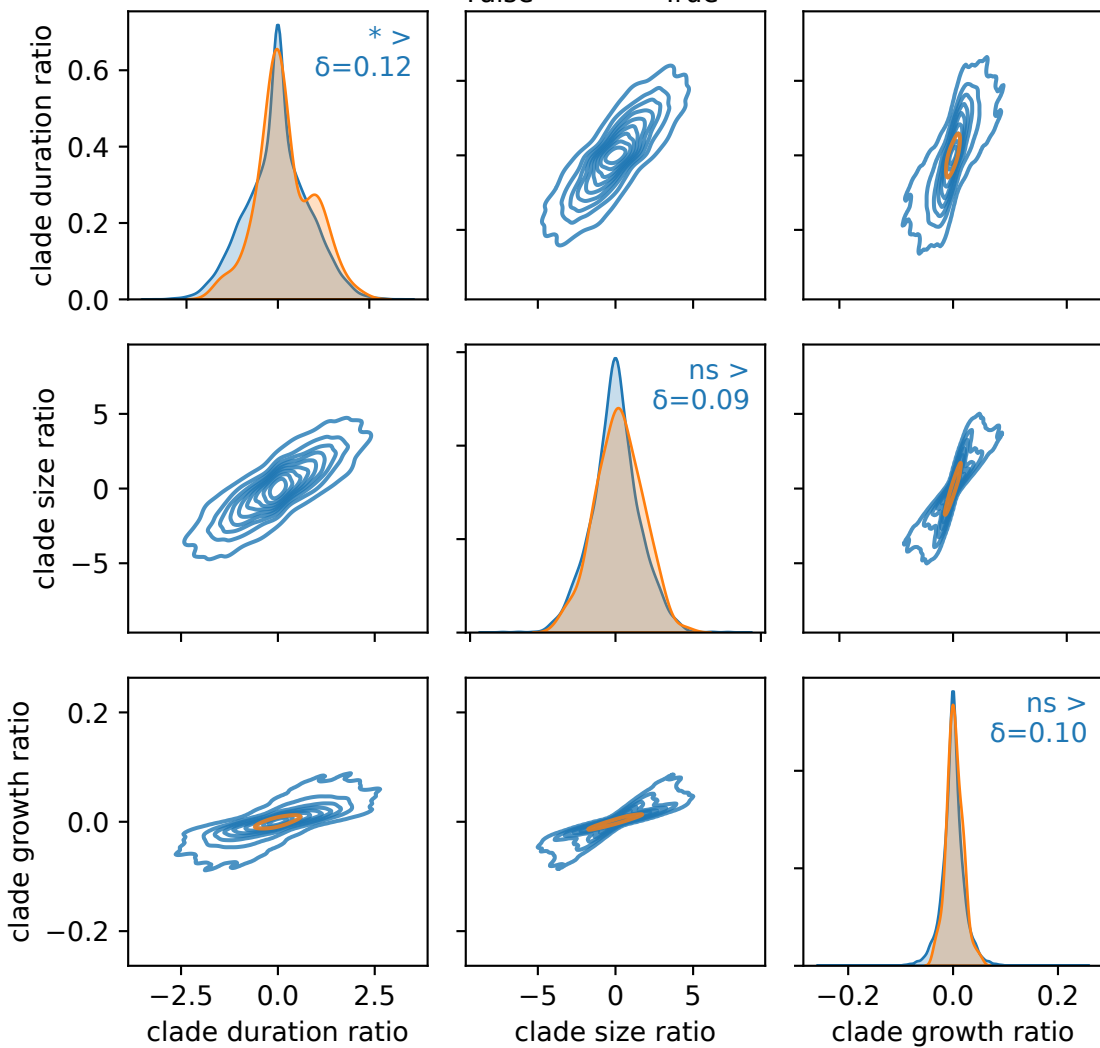 clade duration ratio
0.6
0.4
0.2
0.0
* >
δ=0.12
clade size ratio
5
0
−5
ns >
δ=0.09
clade growth ratio
0.2
0.0
−0.2
ns >
δ=0.10
−2.5 0.0 2.5
−5 0 5
−0.2 0.0 0.2
clade duration ratio
clade size ratio
clade growth ratio